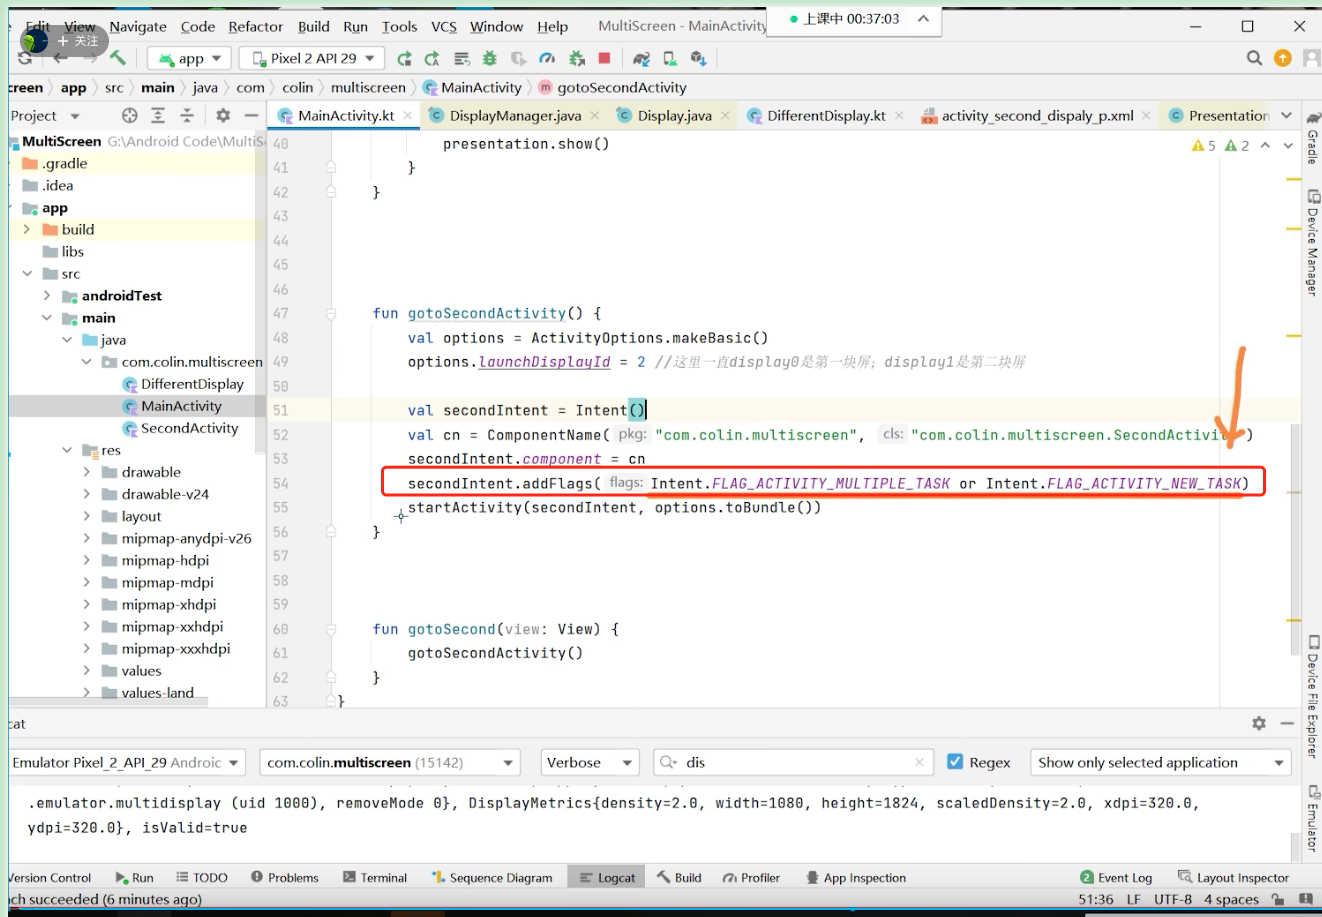 Edit View Navigate Code Refactor Build Run Tools VCS Window Help MultiScreen - MainActivity
上课中 00:37:03
+ 关注
app Pixel 2 API 29
app src main java com colin multiscreen MainActivity gotoSecondActivity
Project
MainActivity.kt DisplayManager.java Display.java DifferentDisplay.kt activity_second_dispaly_p.xml Presentation
MultiScreen G:\Android Code\MultiS
.gradle
.idea
app
build
libs
src
androidTest
main
java
com.colin.multiscreen
DifferentDisplay
MainActivity
SecondActivity
res
drawable
drawable-v24
layout
mipmap-anydpi-v26
mipmap-hdpi
mipmap-mdpi
mipmap-xhdpi
mipmap-xxhdpi
mipmap-xxxhdpi
values
values-land
5 2
40 presentation.show()
41 }
42 }
43
44
45
46
47 fun gotoSecondActivity() {
48 val options = ActivityOptions.makeBasic()
49 options.launchDisplayId = 2 //这里一直display0是第一块屏；display1是第二块屏
50
51 val secondIntent = Intent()
52 val cn = ComponentName( pkg: "com.colin.multiscreen", cls: "com.colin.multiscreen.SecondActivit )
53 secondIntent.component = cn
54 secondIntent.addFlags( flags: Intent.FLAG_ACTIVITY_MULTIPLE_TASK or Intent.FLAG_ACTIVITY_NEW_TASK)
55 startActivity(secondIntent, options.toBundle())
56 }
57
58
59
60 fun gotoSecond(view: View) {
61 gotoSecondActivity()
62 }
63 }
Gradle
Device Manager
Device File Explorer
Emulator
cat
Emulator Pixel_2_API_29 Androic com.colin.multiscreen (15142) Verbose dis Regex Show only selected application
.emulator.multidisplay (uid 1000), removeMode 0}, DisplayMetrics{density=2.0, width=1080, height=1824, scaledDensity=2.0, xdpi=320.0,
ydpi=320.0}, isValid=true
Version Control Run TODO Problems Terminal Sequence Diagram Logcat Build Profiler App Inspection 2 Event Log Layout Inspector
ch succeeded (6 minutes ago) 51:36 LF UTF-8 4 spaces